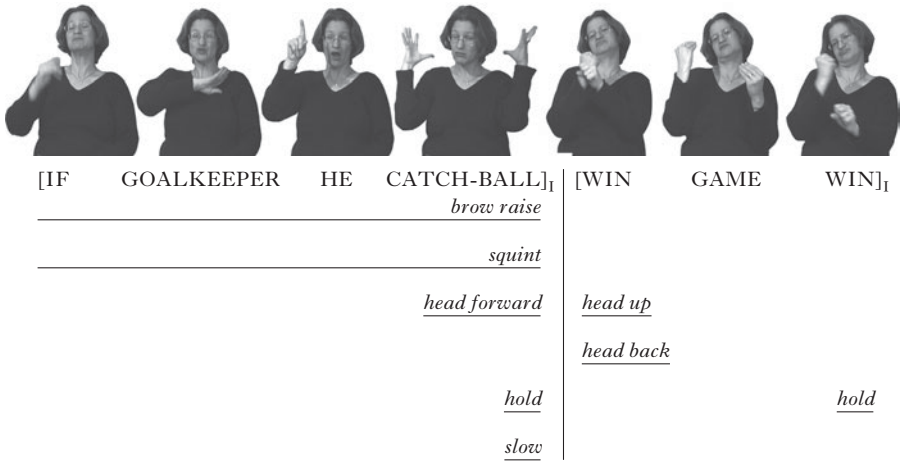 [IF GOALKEEPER HE CATCH-BALL]I [WIN GAME WIN]I
brow raise
squint
head forward head up
head back
hold hold
slow